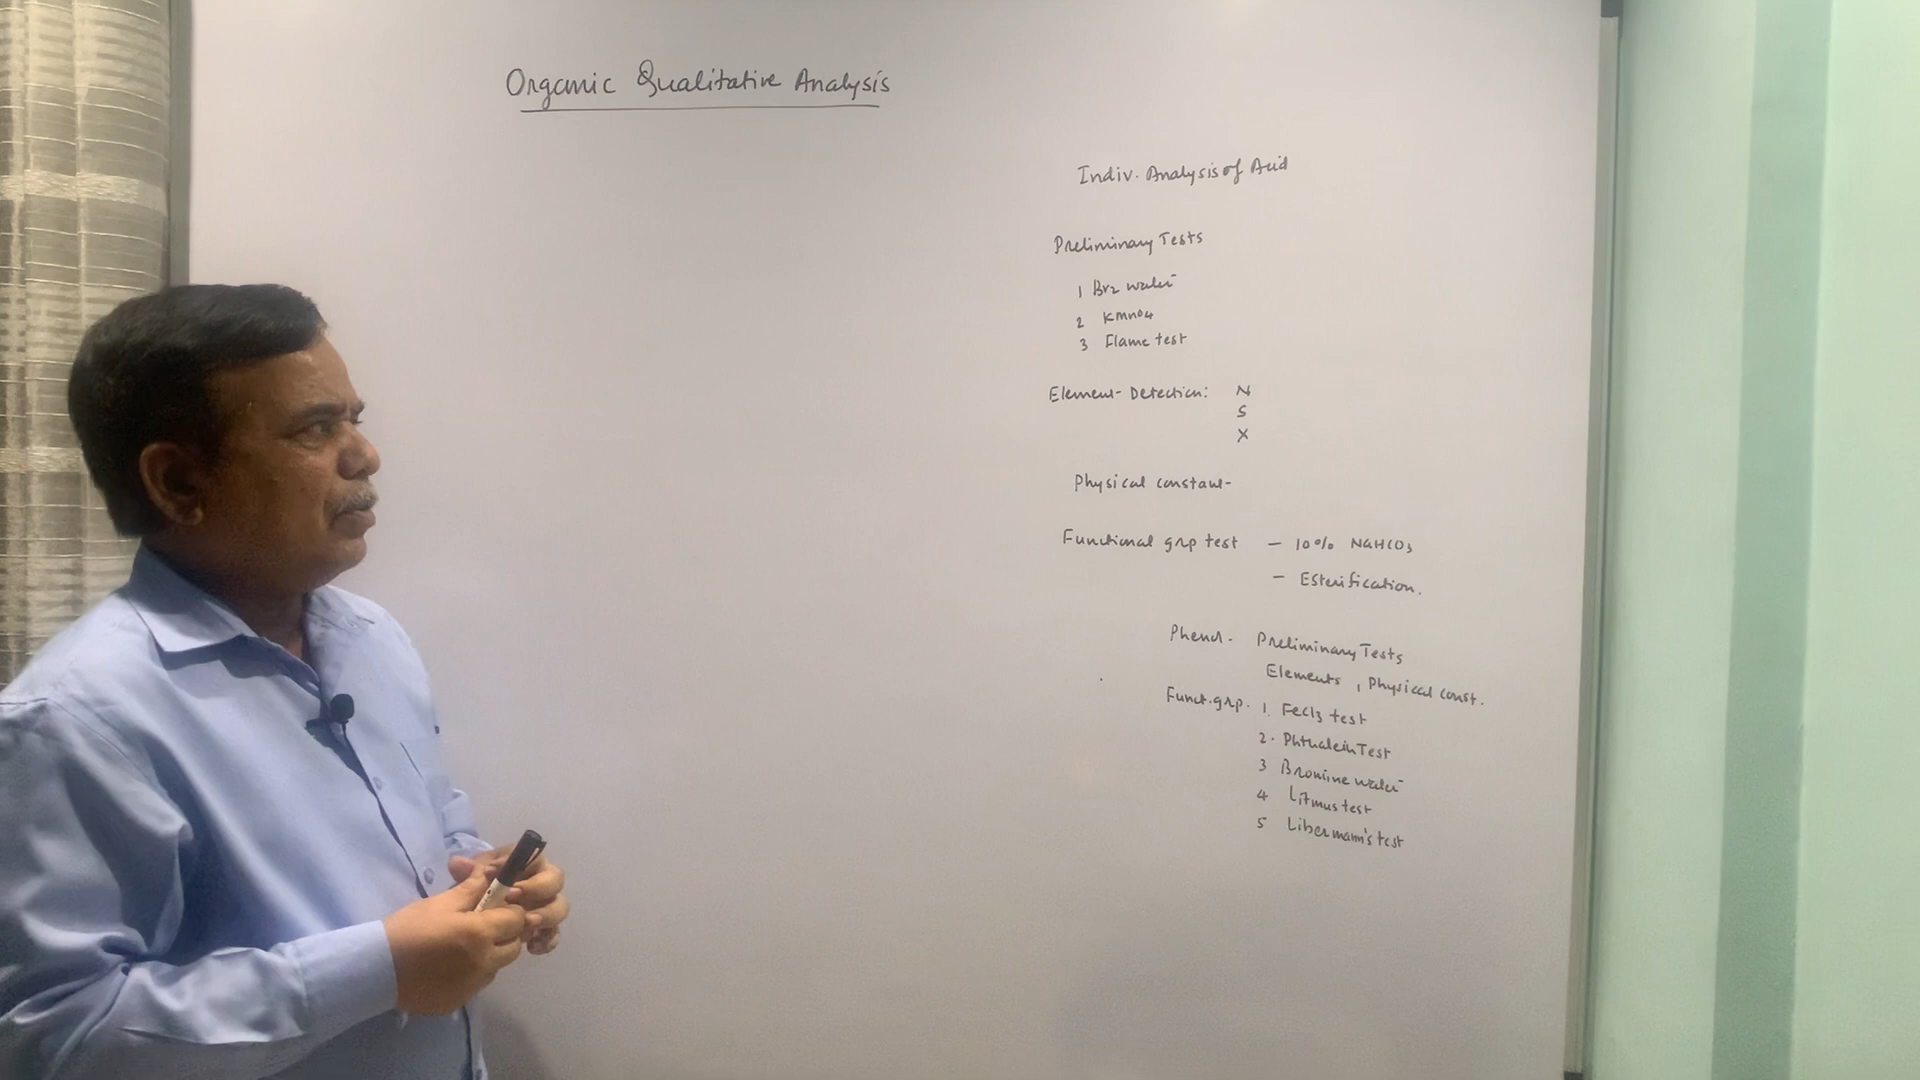 Organic Qualitative Analysis
Indiv. Analysis of Acid
Preliminary Tests
1 Br2 water
2 KMnO4
3 Flame test
Element Detection: N
S
X
Physical constant
Functional grp test - 10% NaHCO3
- Esterification.
Phenol - Preliminary Tests
Elements, Physical const.
Funct. grp. 1. FeCl3 test
2. Phthalein Test
3 Bromine water
4 Litmus test
5 Libermann's test